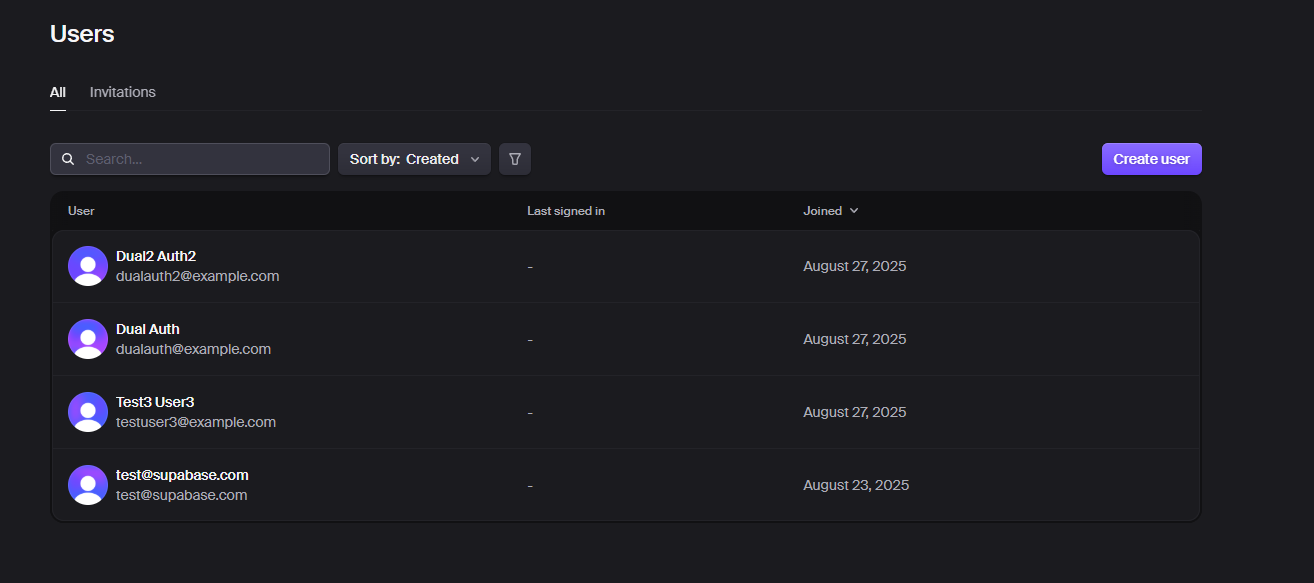 Users
All Invitations
Search... Sort by: Created Create user
User Last signed in Joined
Dual2 Auth2
dualauth2@example.com
- August 27, 2025
Dual Auth
dualauth@example.com
- August 27, 2025
Test3 User3
testuser3@example.com
- August 27, 2025
test@supabase.com
test@supabase.com
- August 23, 2025